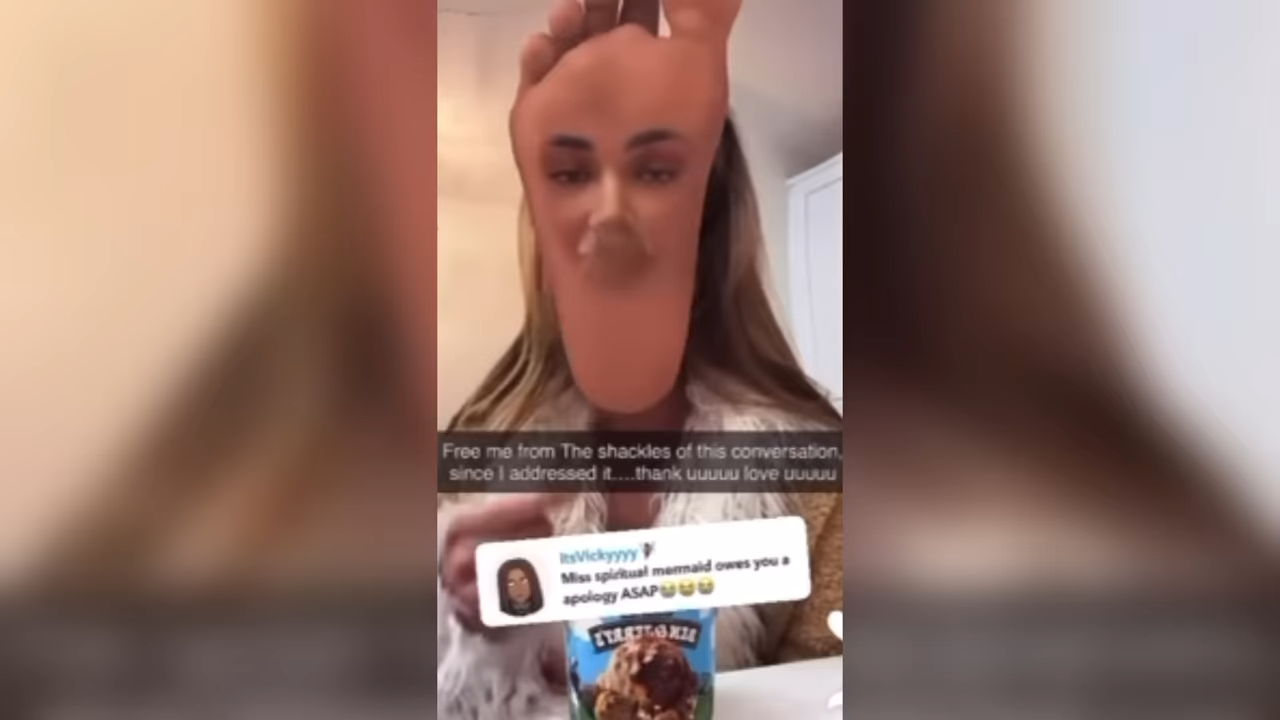 Free me from The shackles of this conversation,
since I addressed it....thank uuuuu love uuuuu
ItsVickyyyy
Miss spiritual mermaid owes you a
apology ASAP😭😭😭